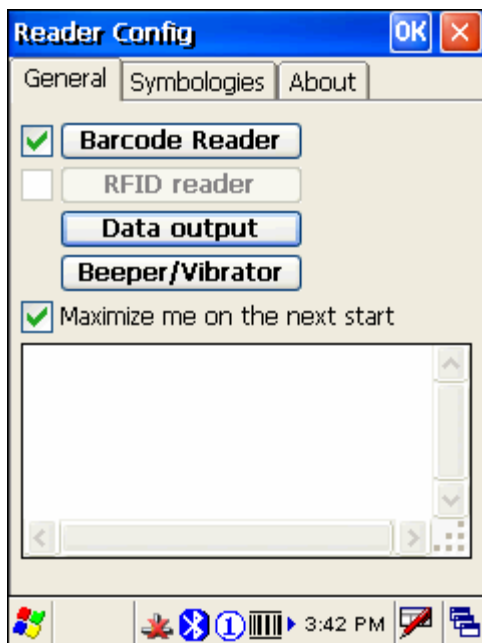 Reader Config OK
General Symbologies About
Barcode Reader
RFID reader
Data output
Beeper/Vibrator
Maximize me on the next start
1 3:42 PM